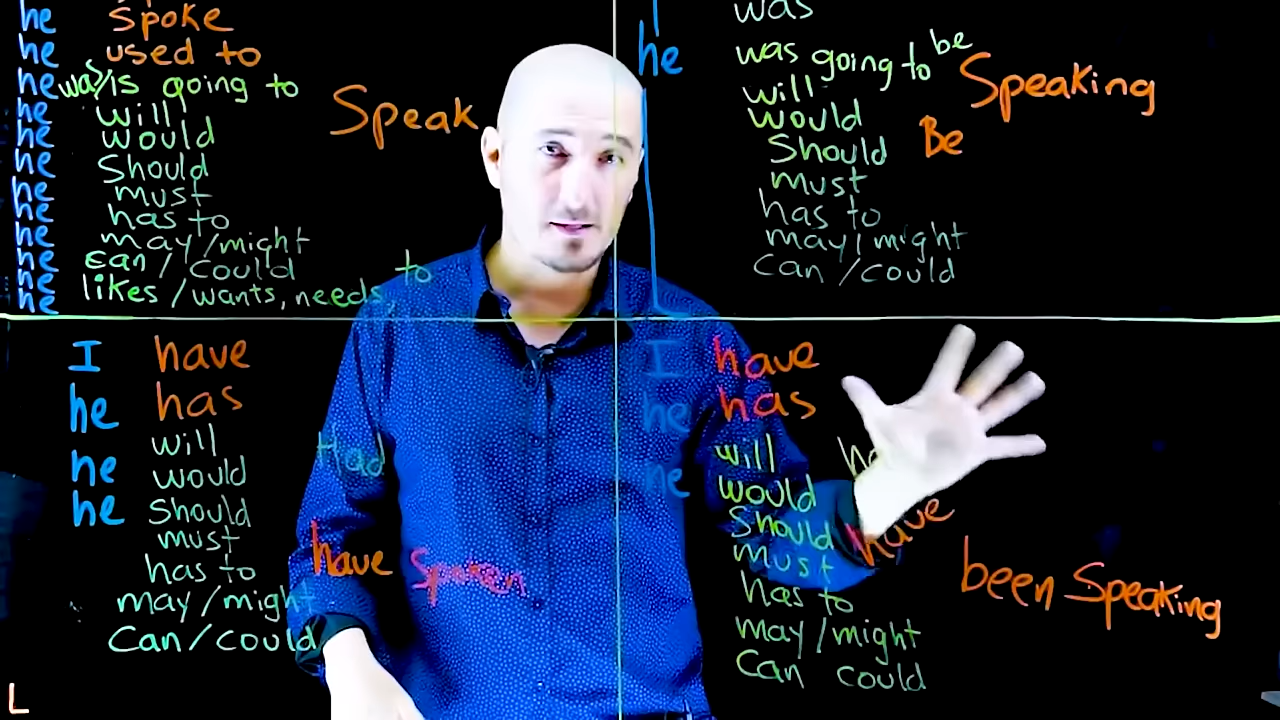 he spoke
he used to
he was/is going to
he will
he would
he Should
he must
he has to
he may/might
he can/could
he likes/wants, needs, to
Speak
was
he was going to be
will
would
Should
must
has to
may/might
can/could
Be
Speaking
I have
he has
will
he would
he Should
must
has to
may/might
Can/could
Had
have Spoken
I have
he has
will
he would
Should
must
has to
may/might
Can could
have
been Speaking
L